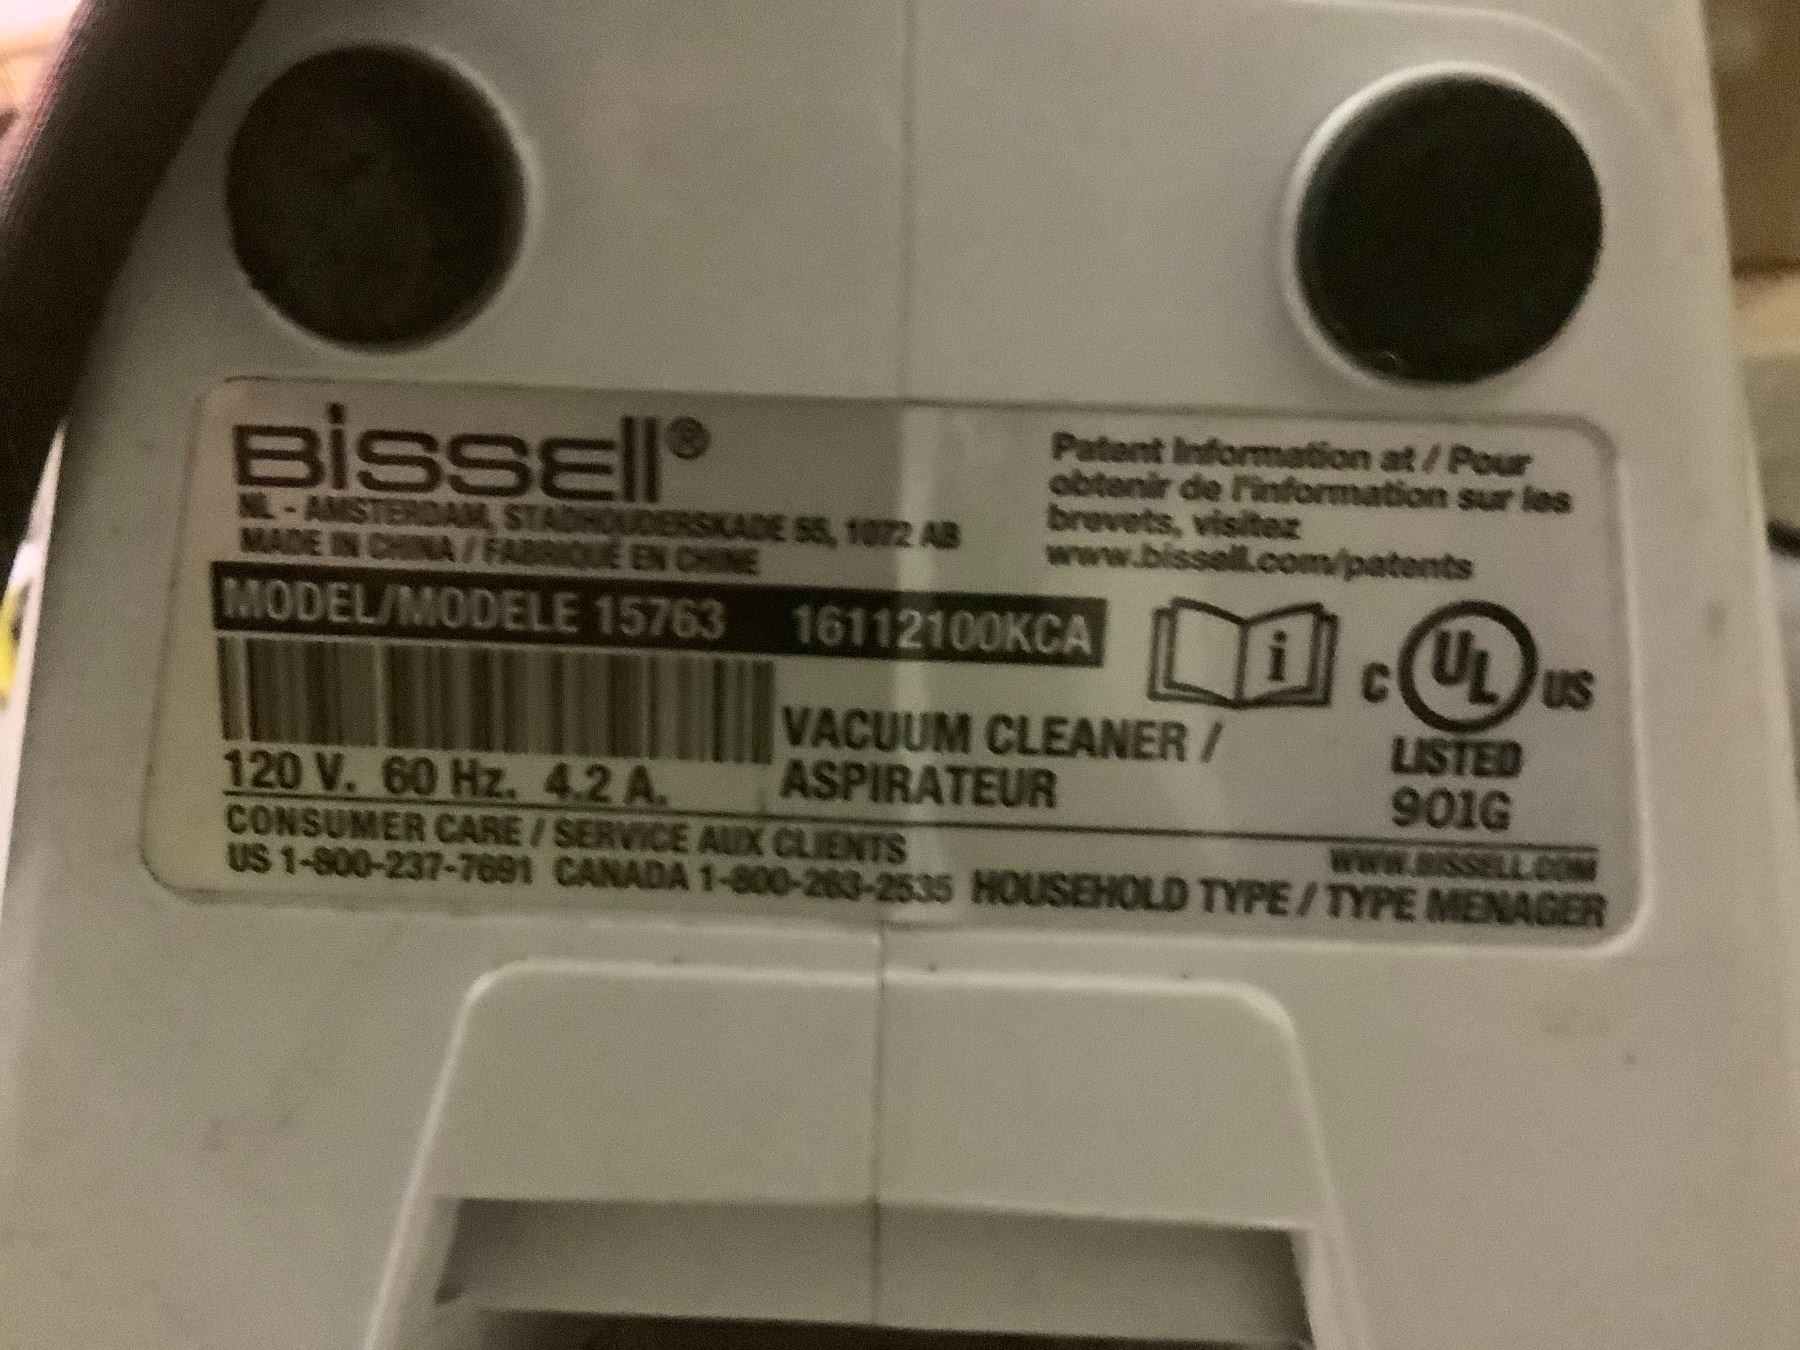 BISSELL®
NL - AMSTERDAM, STADHOUDERSKADE 55, 1072 AB
MADE IN CHINA / FABRIQUÉ EN CHINE
MODEL/MODELE 15763 16112100KCA
120 V. 60 Hz. 4.2 A.
VACUUM CLEANER /
ASPIRATEUR
CONSUMER CARE / SERVICE AUX CLIENTS
US 1-800-237-7691 CANADA 1-800-263-2535
Patent Information at / Pour
obtenir de l'information sur les
brevets, visitez
www.bissell.com/patents
i
C UL US
LISTED
901G
WWW.BISSELL.COM
HOUSEHOLD TYPE / TYPE MENAGER